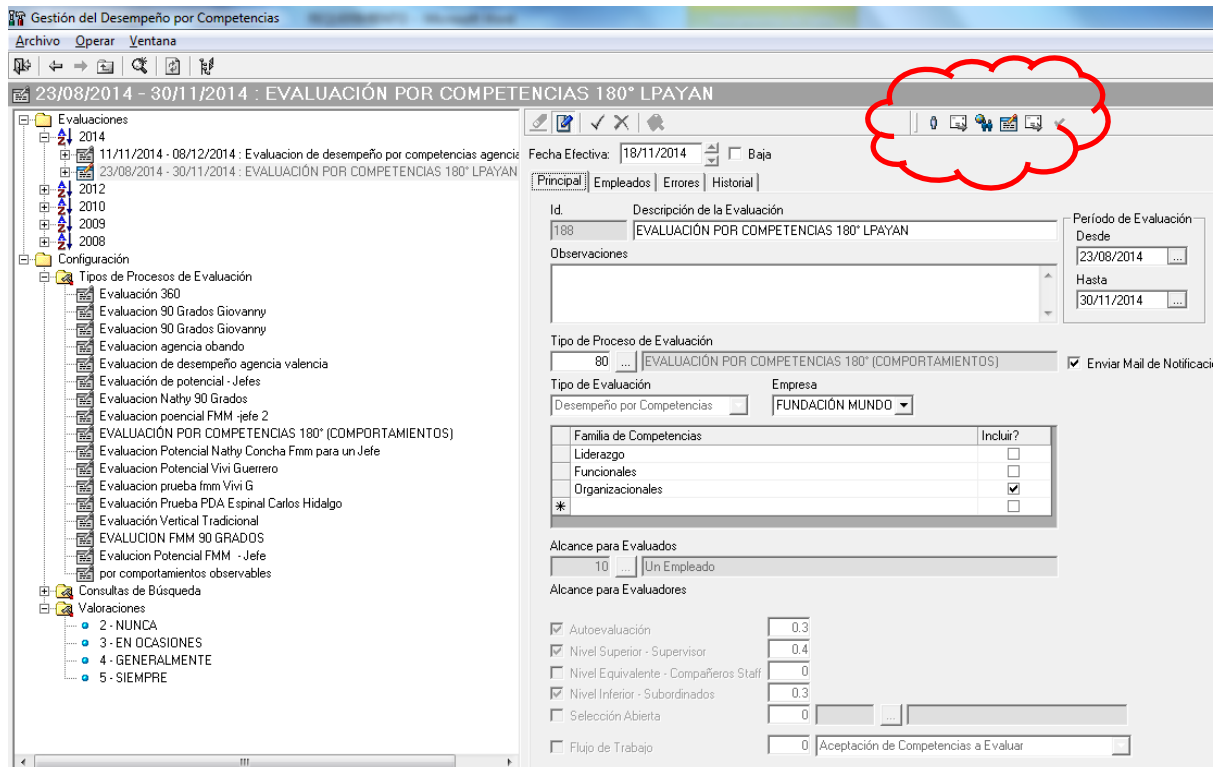 Gestión del Desempeño por Competencias
Archivo Operar Ventana
23/08/2014 - 30/11/2014 : EVALUACIÓN POR COMPETENCIAS 180° LPAYAN
Evaluaciones
2014
11/11/2014 - 08/12/2014 : Evaluacion de desempeño por competencias agencia
23/08/2014 - 30/11/2014 : EVALUACIÓN POR COMPETENCIAS 180° LPAYAN
2012
2010
2009
2008
Configuración
Tipos de Procesos de Evaluación
Evaluación 360
Evaluacion 90 Grados Giovanny
Evaluacion 90 Grados Giovanny
Evaluacion agencia obando
Evaluacion de desempeño agencia valencia
Evaluación de potencial - Jefes
Evaluacion Nathy 90 Grados
Evaluacion poencial FMM -jefe 2
EVALUACIÓN POR COMPETENCIAS 180° (COMPORTAMIENTOS)
Evaluacion Potencial Nathy Concha Fmm para un Jefe
Evaluacion Potencial Vivi Guerrero
Evaluacion prueba fmm Vivi G
Evaluación Prueba PDA Espinal Carlos Hidalgo
Evaluación Vertical Tradicional
EVALUCION FMM 90 GRADOS
Evalucion Potencial FMM - Jefe
por comportamientos observables
Consultas de Búsqueda
Valoraciones
2 - NUNCA
3 - EN OCASIONES
4 - GENERALMENTE
5 - SIEMPRE
Fecha Efectiva: 18/11/2014 Baja
Principal Empleados Errores Historial
Id. Descripción de la Evaluación
188 EVALUACIÓN POR COMPETENCIAS 180° LPAYAN
Observaciones
Período de Evaluación
Desde
23/08/2014 ...
Hasta
30/11/2014 ...
Tipo de Proceso de Evaluación
80 ... EVALUACIÓN POR COMPETENCIAS 180° (COMPORTAMIENTOS)
Enviar Mail de Notificació
Tipo de Evaluación Empresa
Desempeño por Competencias FUNDACIÓN MUNDO
Familia de Competencias Incluir?
Liderazgo
Funcionales
Organizacionales
Alcance para Evaluados
10 ... Un Empleado
Alcance para Evaluadores
Autoevaluación 0.3
Nivel Superior - Supervisor 0.4
Nivel Equivalente - Compañeros Staff 0
Nivel Inferior - Subordinados 0.3
Selección Abierta 0 ...
Flujo de Trabajo 0 Aceptación de Competencias a Evaluar